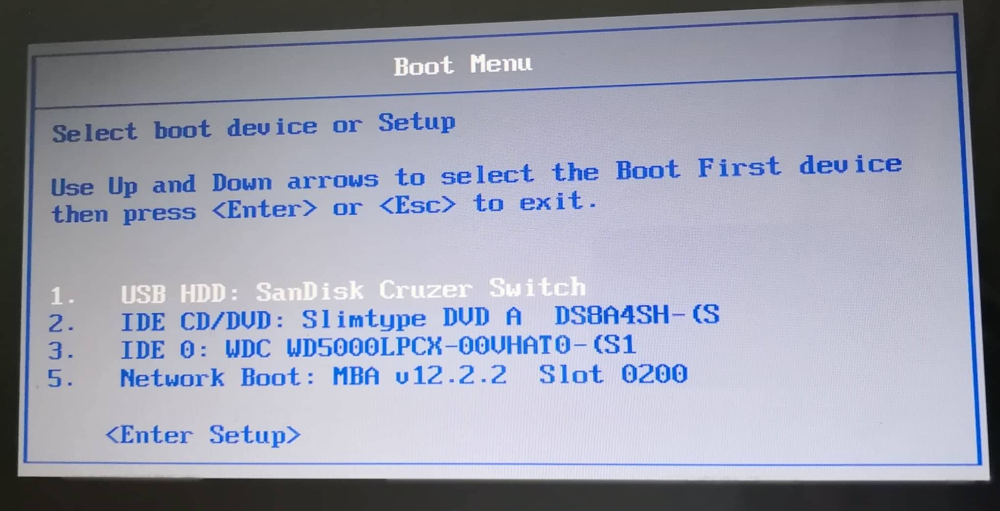 Boot Menu
Select boot device or Setup
Use Up and Down arrows to select the Boot First device
then press <Enter> or <Esc> to exit.
1. USB HDD: SanDisk Cruzer Switch
2. IDE CD/DVD: Slimtype DVD A DS8A4SH-(S
3. IDE 0: WDC WD5000LPCX-00VHAT0-(S1
5. Network Boot: MBA v12.2.2 Slot 0200
<Enter Setup>